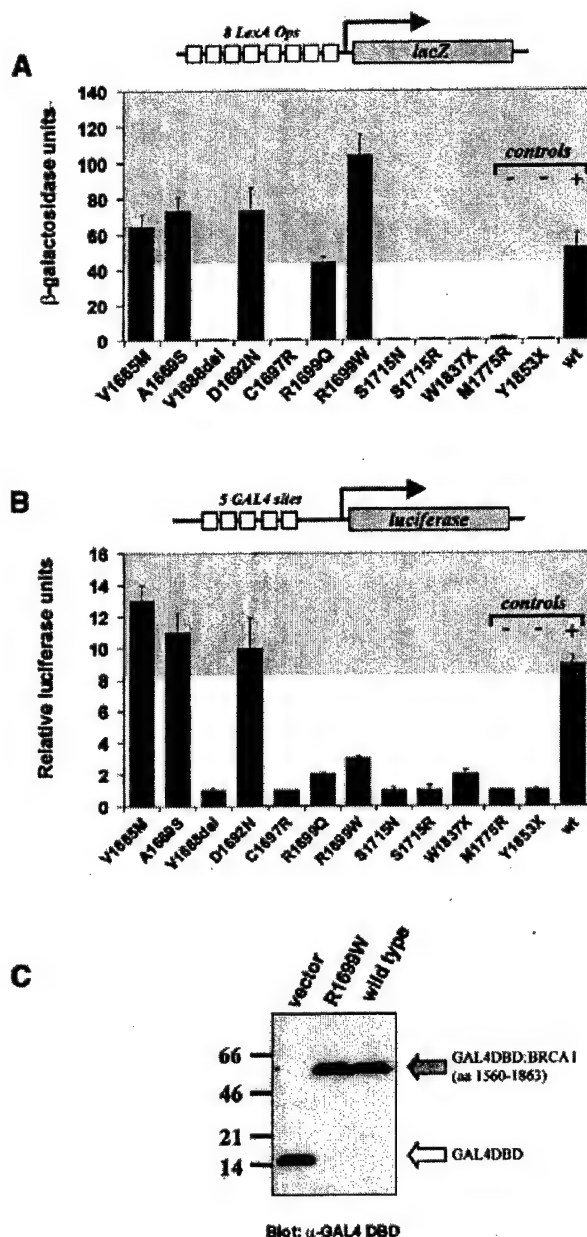 8 LexA Ops
lacZ
A
β-galactosidase units
140
120
100
80
60
40
20
0
controls
- - +
V1665M A1669S V1688del D1692N C1697R R1699Q R1699W S1715N S1715R W1837X M1775R Y1853X wt
5 GAL4 sites
luciferase
B
Relative luciferase units
16
14
12
10
8
6
4
2
0
controls
- - +
V1665M A1669S V1688del D1692N C1697R R1699Q R1699W S1715N S1715R W1837X M1775R Y1853X wt
C
vector R1699W wild type
66
46
21
14
GAL4DBD:BRCA1
(aa 1560-1863)
GAL4DBD
Blot: α-GAL4 DBD